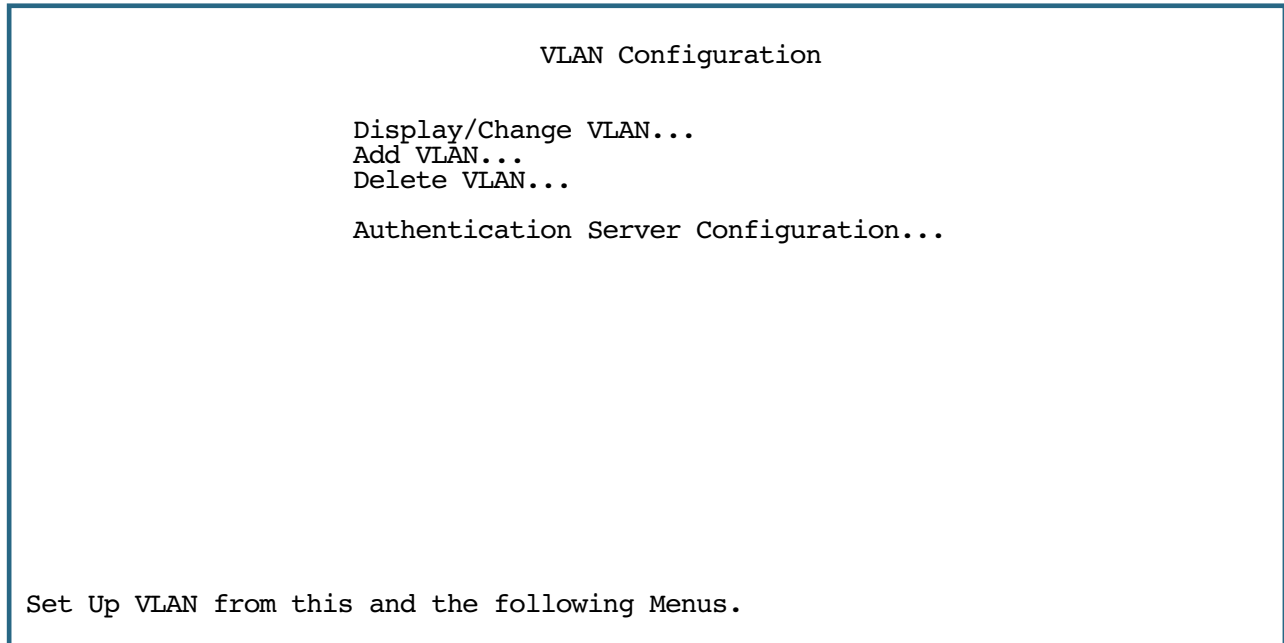 VLAN Configuration
Display/Change VLAN...
Add VLAN...
Delete VLAN...
Authentication Server Configuration...
Set Up VLAN from this and the following Menus.